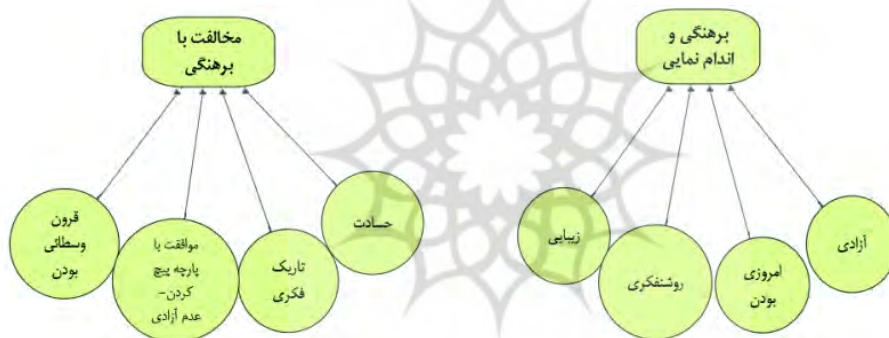 برهنگی و
اندام نمایی
آزادی
امروزی
بودن
روشنفکری
زیبایی
مخالفت با
برهنگی
حسادت
تاریک
فکری
موافقت با
پارچه پیچ
کردن-
عدم آزادی
قرون
وسطائی
بودن